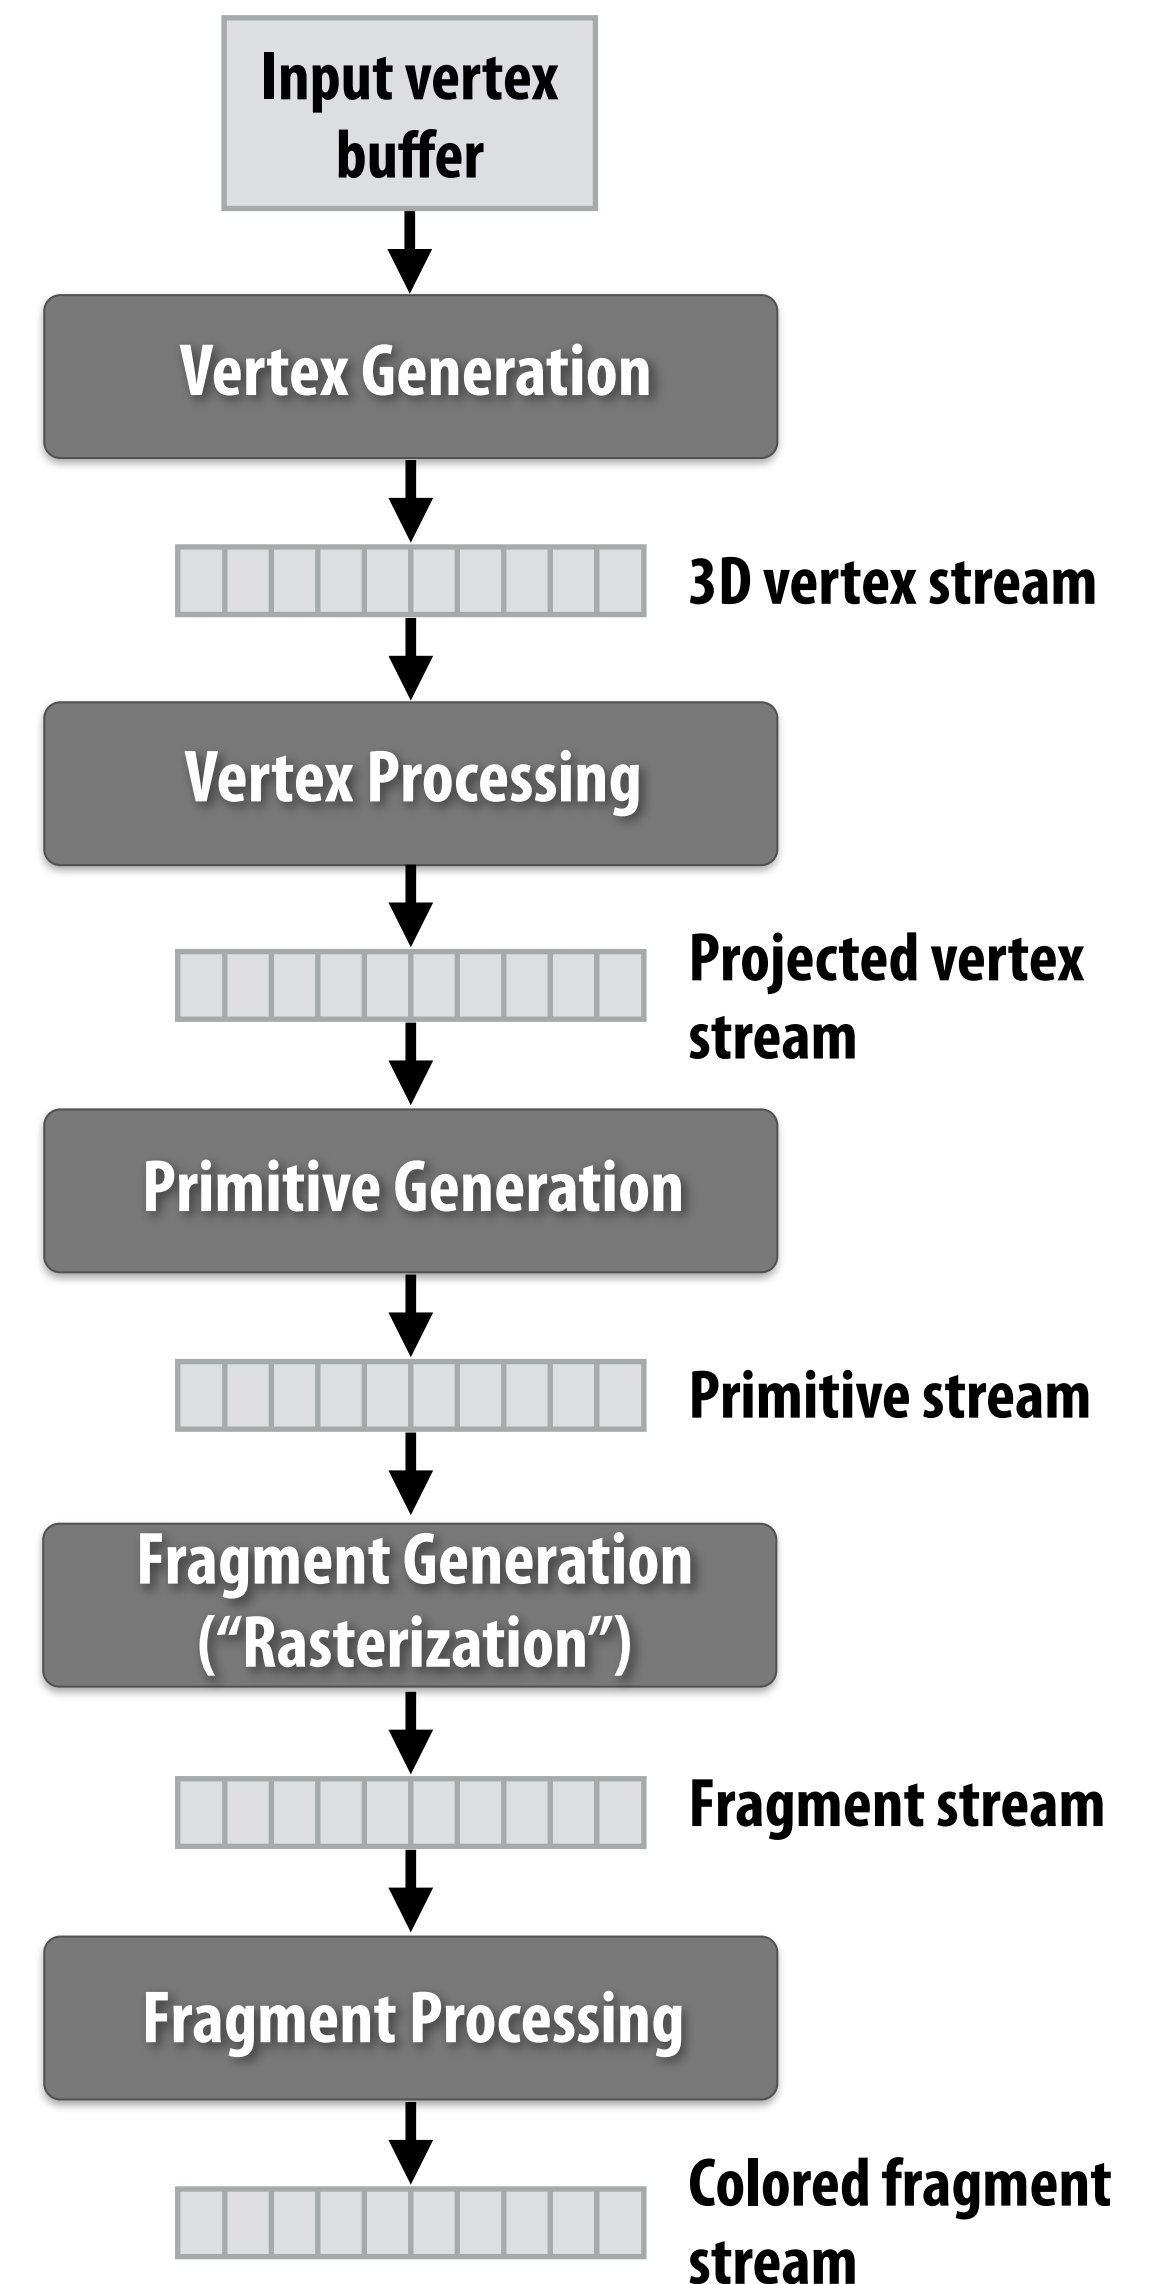 Input vertex
buffer
Vertex Generation
3D vertex stream
Vertex Processing
Projected vertex
stream
Primitive Generation
Primitive stream
Fragment Generation
(“Rasterization”)
Fragment stream
Fragment Processing
Colored fragment
stream